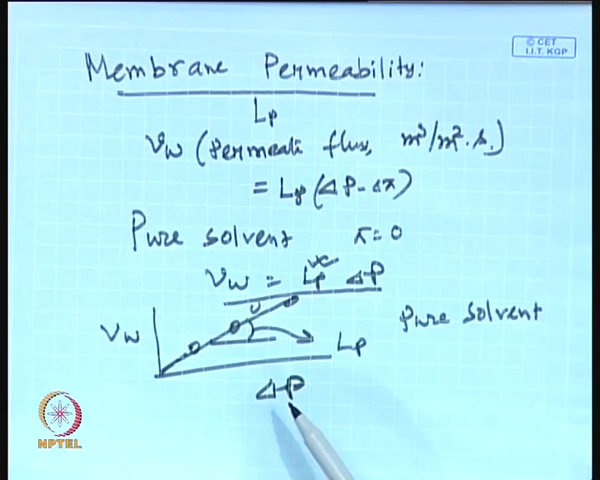 © CET
I.I.T. KGP
Membrane Permeability:
Lp
Vw (Permeate flux, m³/m².s.)
= Lp (ΔP-Δπ)
Pure solvent π=0
Vw = Lp ΔP
Vw Lp Pure solvent
ΔP
NPTEL